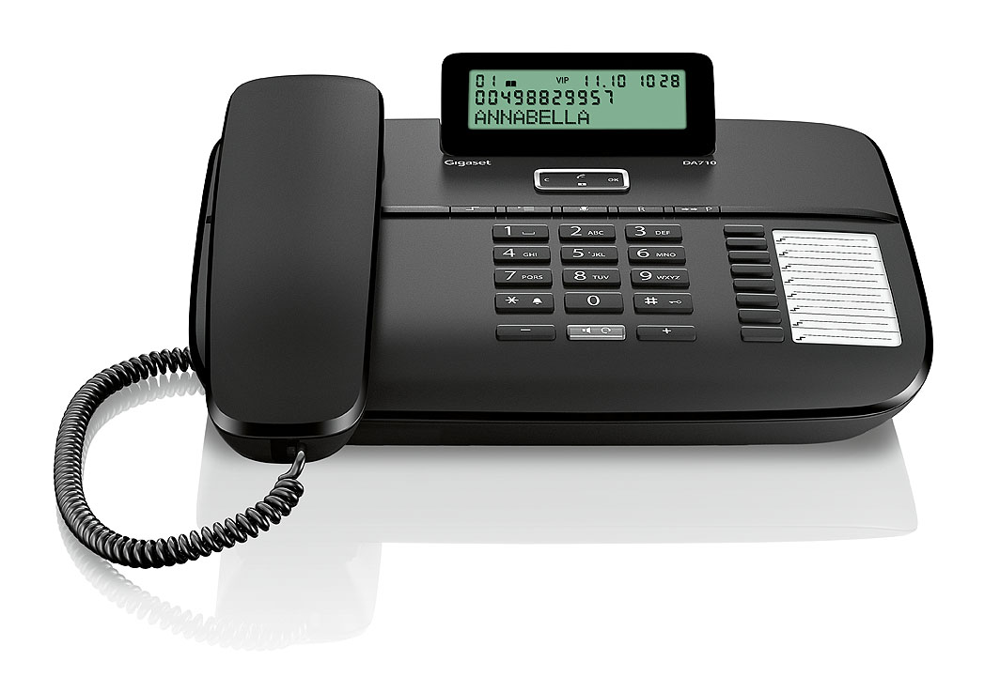 01 VIP 11.10 10 28
00498829957
ANNABELLA
Gigaset DA710
C OK
R P
1 2 ABC 3 DEF
4 GHI 5 JKL 6 MNO
7 PQRS 8 TUV 9 WXYZ
* 0 #
− +